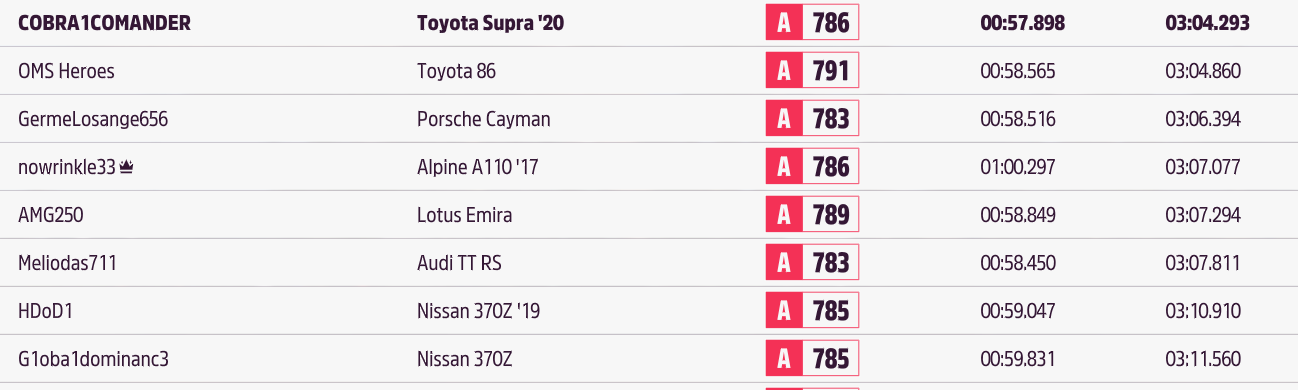 COBRA1COMANDER Toyota Supra '20 A 786 00:57.898 03:04.293
OMS Heroes Toyota 86 A 791 00:58.565 03:04.860
GermeLosange656 Porsche Cayman A 783 00:58.516 03:06.394
nowrinkle33 Alpine A110 '17 A 786 01:00.297 03:07.077
AMG250 Lotus Emira A 789 00:58.849 03:07.294
Meliodas711 Audi TT RS A 783 00:58.450 03:07.811
HDoD1 Nissan 370Z '19 A 785 00:59.047 03:10.910
G1oba1dominanc3 Nissan 370Z A 785 00:59.831 03:11.560